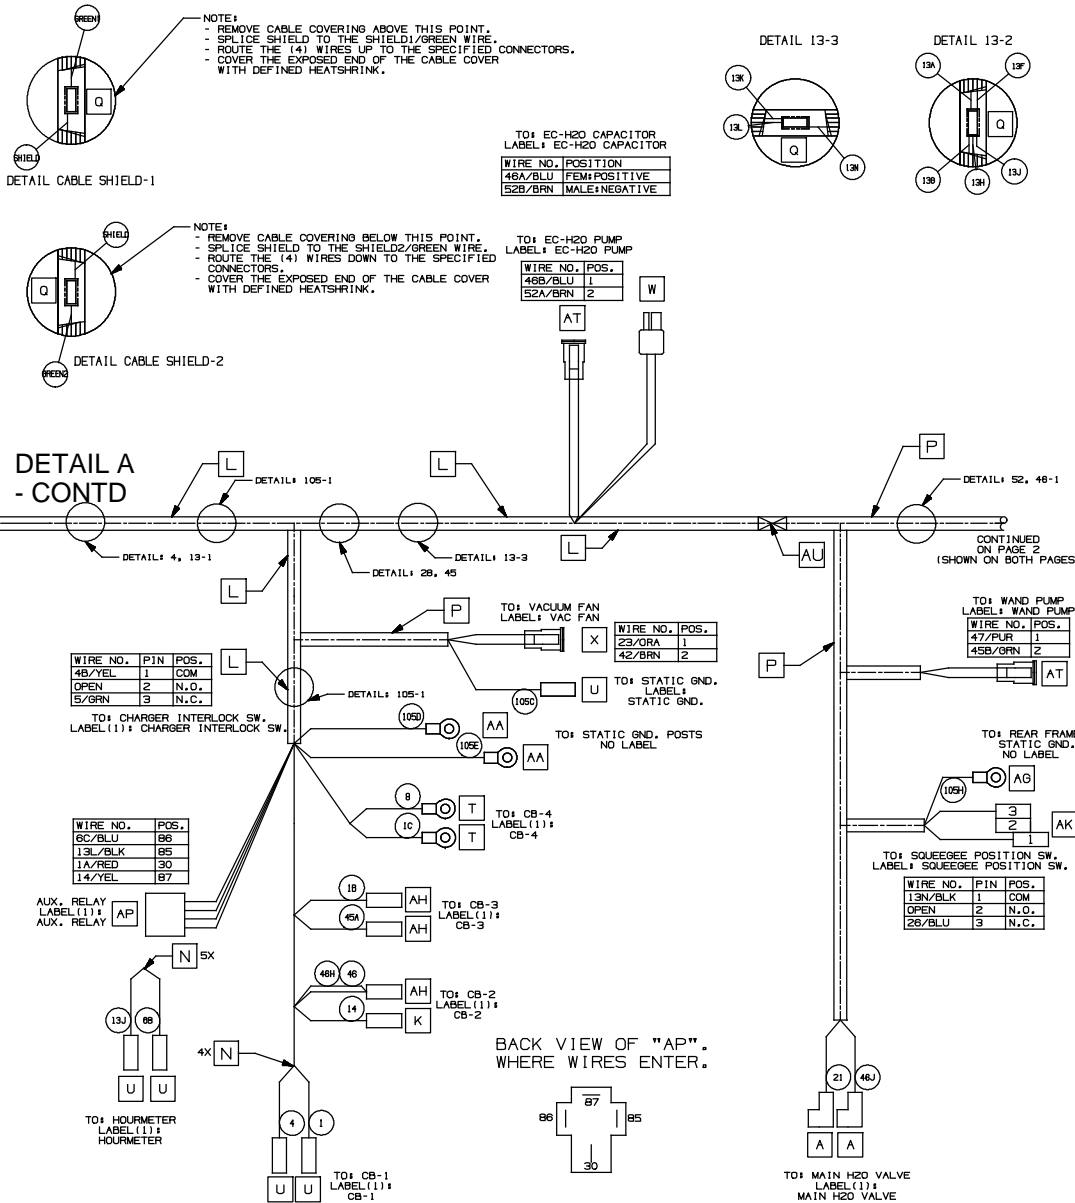 GREEN1
NOTE:
- REMOVE CABLE COVERING ABOVE THIS POINT.
- SPLICE SHIELD TO THE SHIELD1/GREEN WIRE.
- ROUTE THE (4) WIRES UP TO THE SPECIFIED CONNECTORS.
- COVER THE EXPOSED END OF THE CABLE COVER
WITH DEFINED HEATSHRINK.
Q
SHIELD
DETAIL CABLE SHIELD-1
DETAIL 13-3
13K
13L
Q
13N
DETAIL 13-2
13A
13F
Q
13B
13H
13J
TO: EC-H2O CAPACITOR
LABEL: EC-H2O CAPACITOR
WIRE NO. POSITION
46A/BLU FEM:POSITIVE
52B/BRN MALE:NEGATIVE
SHIELD
NOTE:
- REMOVE CABLE COVERING BELOW THIS POINT.
- SPLICE SHIELD TO THE SHIELD2/GREEN WIRE.
- ROUTE THE (4) WIRES DOWN TO THE SPECIFIED
CONNECTORS.
- COVER THE EXPOSED END OF THE CABLE COVER
WITH DEFINED HEATSHRINK.
Q
GREEN2
DETAIL CABLE SHIELD-2
TO: EC-H2O PUMP
LABEL: EC-H2O PUMP
WIRE NO. POS.
46B/BLU 1
52A/BRN 2
AT
W
DETAIL A
- CONTD
L
DETAIL: 105-1
L
P
DETAIL: 52, 46-1
DETAIL: 4, 13-1
DETAIL: 28, 45
DETAIL: 13-3
L
AU
CONTINUED
ON PAGE 2
(SHOWN ON BOTH PAGES
L
P
TO: VACUUM FAN
LABEL: VAC FAN
X
WIRE NO. POS.
23/ORA 1
42/BRN 2
TO: WAND PUMP
LABEL: WAND PUMP
WIRE NO. POS.
47/PUR 1
45B/GRN 2
AT
P
WIRE NO. PIN POS.
4B/YEL 1 COM
OPEN 2 N.O.
5/GRN 3 N.C.
TO: CHARGER INTERLOCK SW.
LABEL(1): CHARGER INTERLOCK SW.
L
DETAIL: 105-1
105C
U
TO: STATIC GND.
LABEL:
STATIC GND.
105D
AA
105E
AA
TO: STATIC GND. POSTS
NO LABEL
TO: REAR FRAME
STATIC GND.
NO LABEL
105H
AG
3
2
1
AK
TO: SQUEEGEE POSITION SW.
LABEL: SQUEEGEE POSITION SW.
WIRE NO. PIN POS.
13N/BLK 1 COM
OPEN 2 N.O.
26/BLU 3 N.C.
8
T
1C
T
TO: CB-4
LABEL(1):
CB-4
WIRE NO. POS.
6C/BLU 86
13L/BLK 85
1A/RED 30
14/YEL 87
AUX. RELAY
LABEL(1):
AUX. RELAY
AP
1B
AH
45A
AH
TO: CB-3
LABEL(1):
CB-3
N 5X
13J
6B
U
U
TO: HOURMETER
LABEL(1):
HOURMETER
46H
46
AH
14
K
TO: CB-2
LABEL(1):
CB-2
4X N
4
1
U
U
TO: CB-1
LABEL(1):
CB-1
BACK VIEW OF "AP".
WHERE WIRES ENTER.
87
86
85
30
21
46J
A
A
TO: MAIN H2O VALVE
LABEL(1):
MAIN H2O VALVE